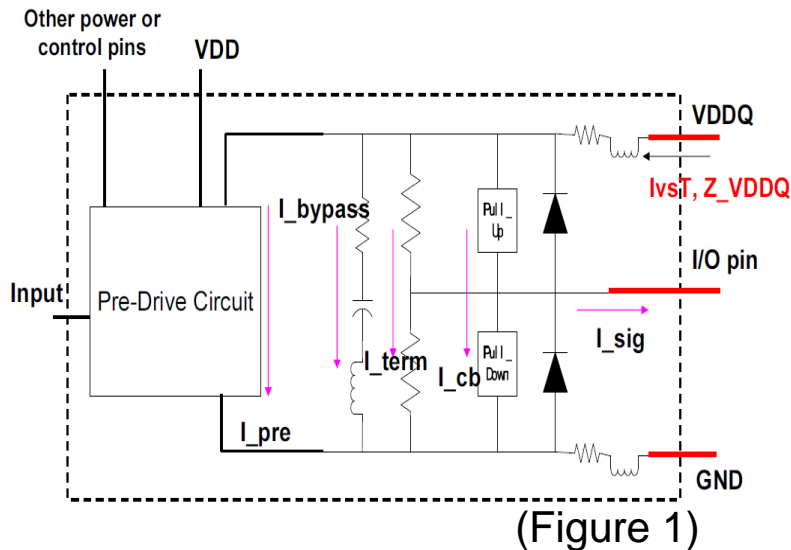 Other power or
control pins
VDD
VDDQ
IvsT, Z_VDDQ
I_bypass
Pull_
Up
I/O pin
Input
Pre-Drive Circuit
I_sig
I_term
Pull_
Down
I_cb
I_pre
GND
(Figure 1)